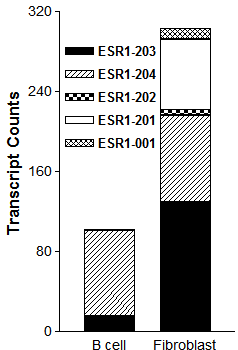 320
240
160
80
0
Transcript Counts
ESR1-203
ESR1-204
ESR1-202
ESR1-201
ESR1-001
B cell
Fibroblast